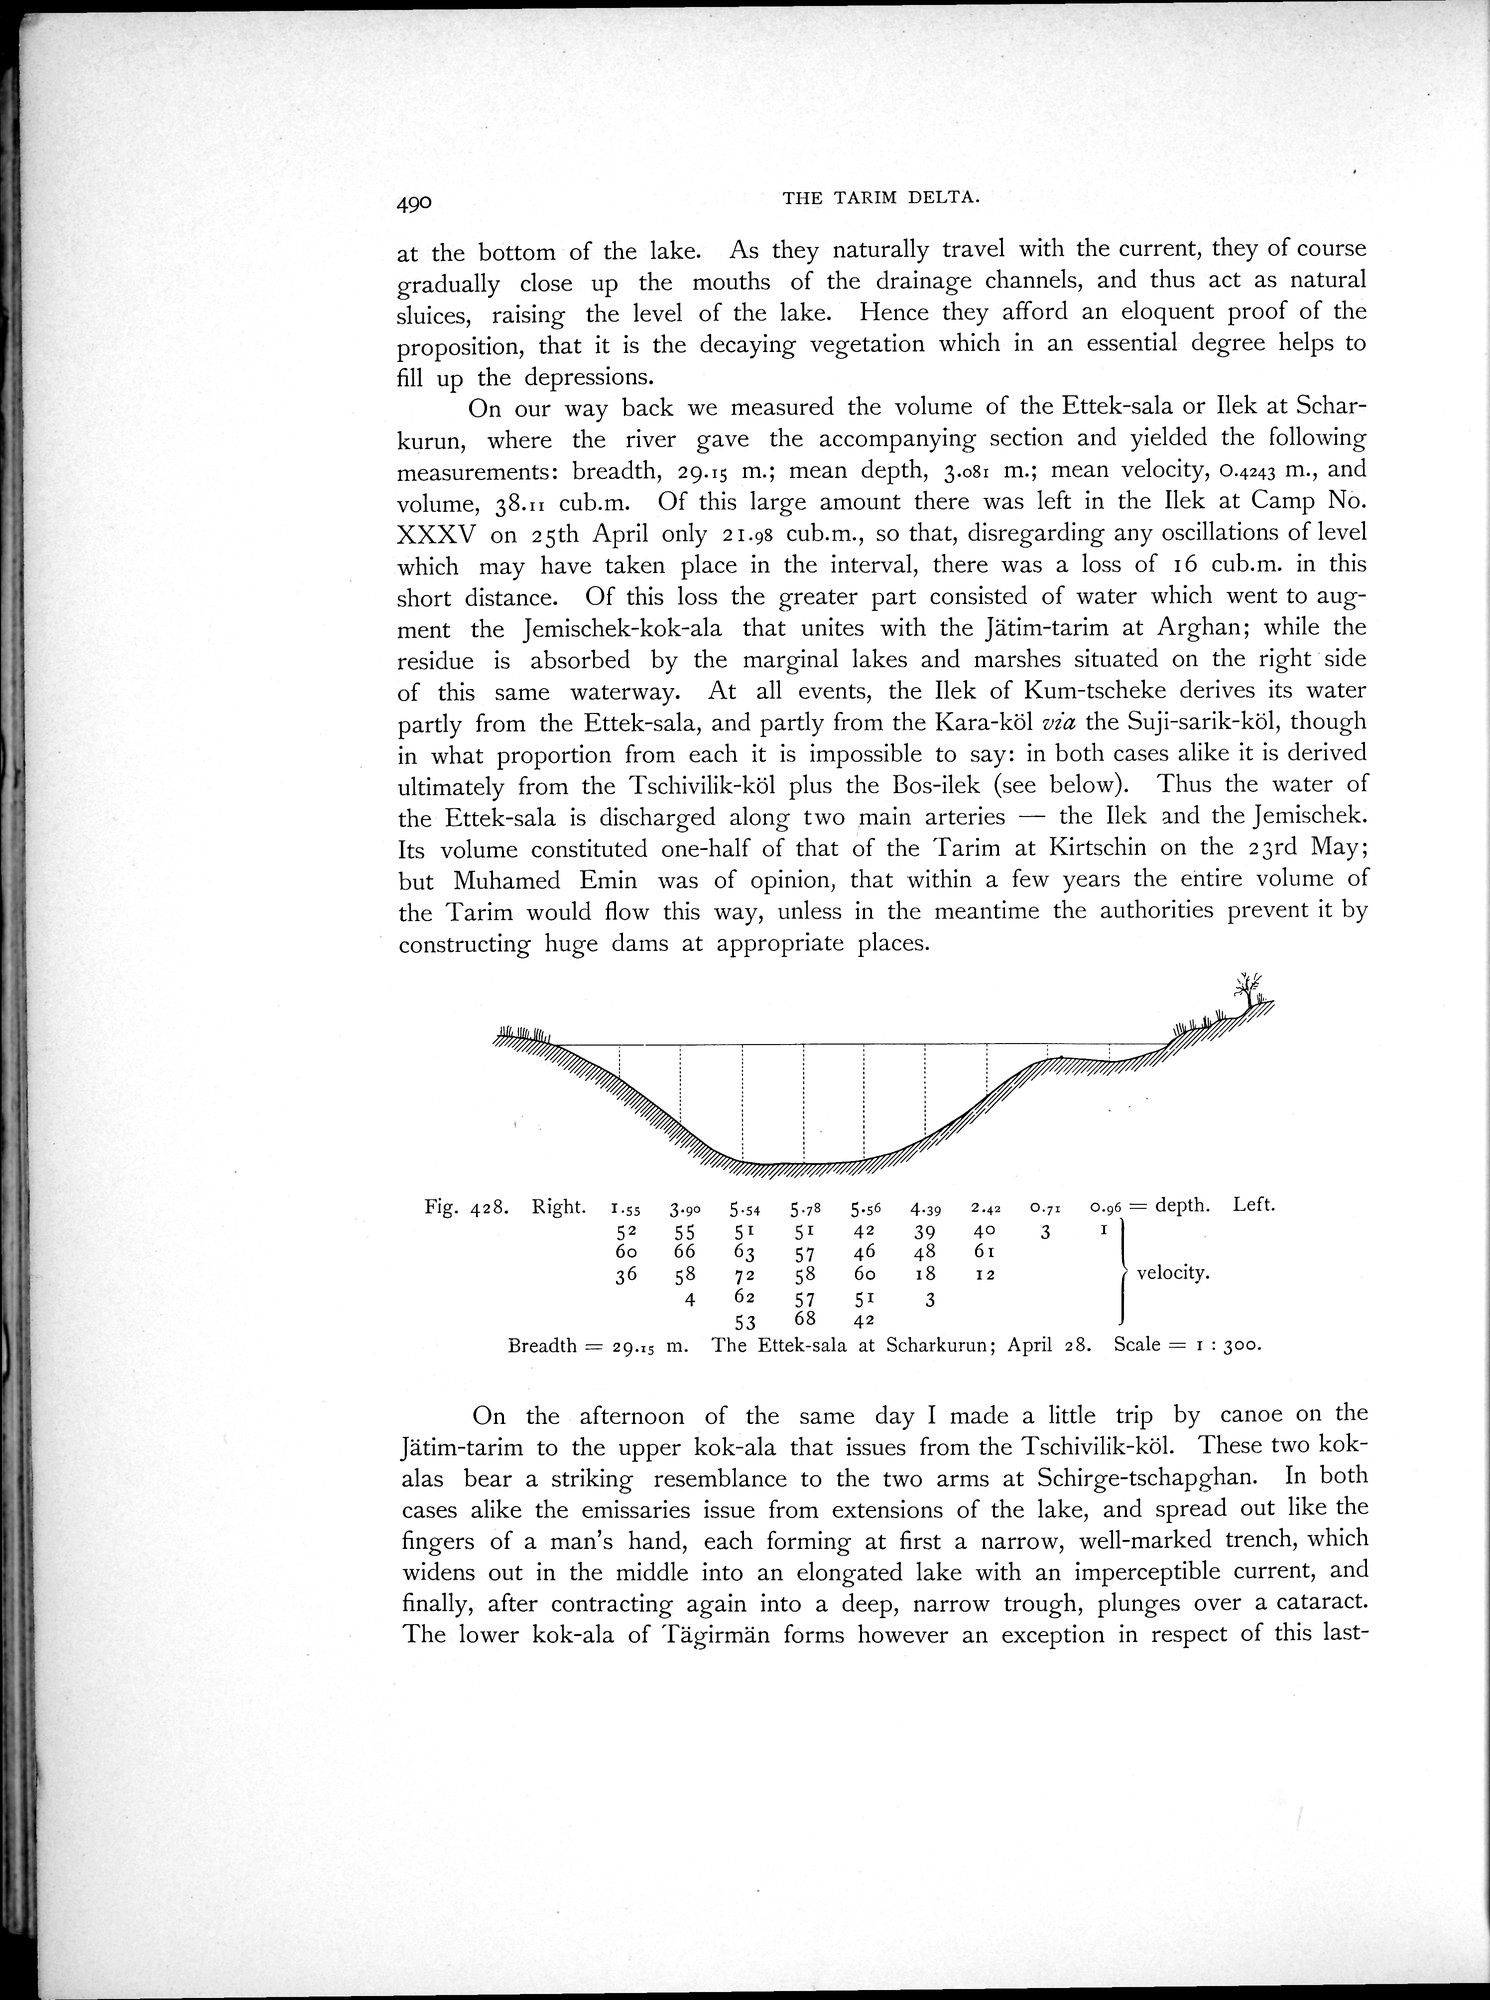 490 THE TARIM DELTA.
at the bottom of the lake. As they naturally travel with the current, they of course
gradually close up the mouths of the drainage channels, and thus act as natural
sluices, raising the level of the lake. Hence they afford an eloquent proof of the
proposition, that it is the decaying vegetation which in an essential degree helps to
fill up the depressions.
On our way back we measured the volume of the Ettek-sala or Ilek at Schar-
kurun, where the river gave the accompanying section and yielded the following
measurements: breadth, 29.15 m.; mean depth, 3.081 m.; mean velocity, 0.4243 m., and
volume, 38.11 cub.m. Of this large amount there was left in the Ilek at Camp No.
XXXV on 25th April only 21.98 cub.m., so that, disregarding any oscillations of level
which may have taken place in the interval, there was a loss of 16 cub.m. in this
short distance. Of this loss the greater part consisted of water which went to aug-
ment the Jemischek-kok-ala that unites with the Jätim-tarim at Arghan; while the
residue is absorbed by the marginal lakes and marshes situated on the right side
of this same waterway. At all events, the Ilek of Kum-tscheke derives its water
partly from the Ettek-sala, and partly from the Kara-köl via the Suji-sarik-köl, though
in what proportion from each it is impossible to say: in both cases alike it is derived
ultimately from the Tschivilik-köl plus the Bos-ilek (see below). Thus the water of
the Ettek-sala is discharged along two main arteries — the Ilek and the Jemischek.
Its volume constituted one-half of that of the Tarim at Kirtschin on the 23rd May;
but Muhamed Emin was of opinion, that within a few years the entire volume of
the Tarim would flow this way, unless in the meantime the authorities prevent it by
constructing huge dams at appropriate places.
Fig. 428. Right. 1.55 3.90 5.54 5.78 5.56 4.39 2.42 0.71 0.96 = depth. Left.
52 55 51 51 42 39 40 3 1
60 66 63 57 46 48 61
36 58 72 58 60 18 12 velocity.
4 62 57 51 3
53 68 42
Breadth = 29.15 m. The Ettek-sala at Scharkurun; April 28. Scale = 1 : 300.
On the afternoon of the same day I made a little trip by canoe on the
Jätim-tarim to the upper kok-ala that issues from the Tschivilik-köl. These two kok-
alas bear a striking resemblance to the two arms at Schirge-tschapghan. In both
cases alike the emissaries issue from extensions of the lake, and spread out like the
fingers of a man's hand, each forming at first a narrow, well-marked trench, which
widens out in the middle into an elongated lake with an imperceptible current, and
finally, after contracting again into a deep, narrow trough, plunges over a cataract.
The lower kok-ala of Tägirmän forms however an exception in respect of this last-